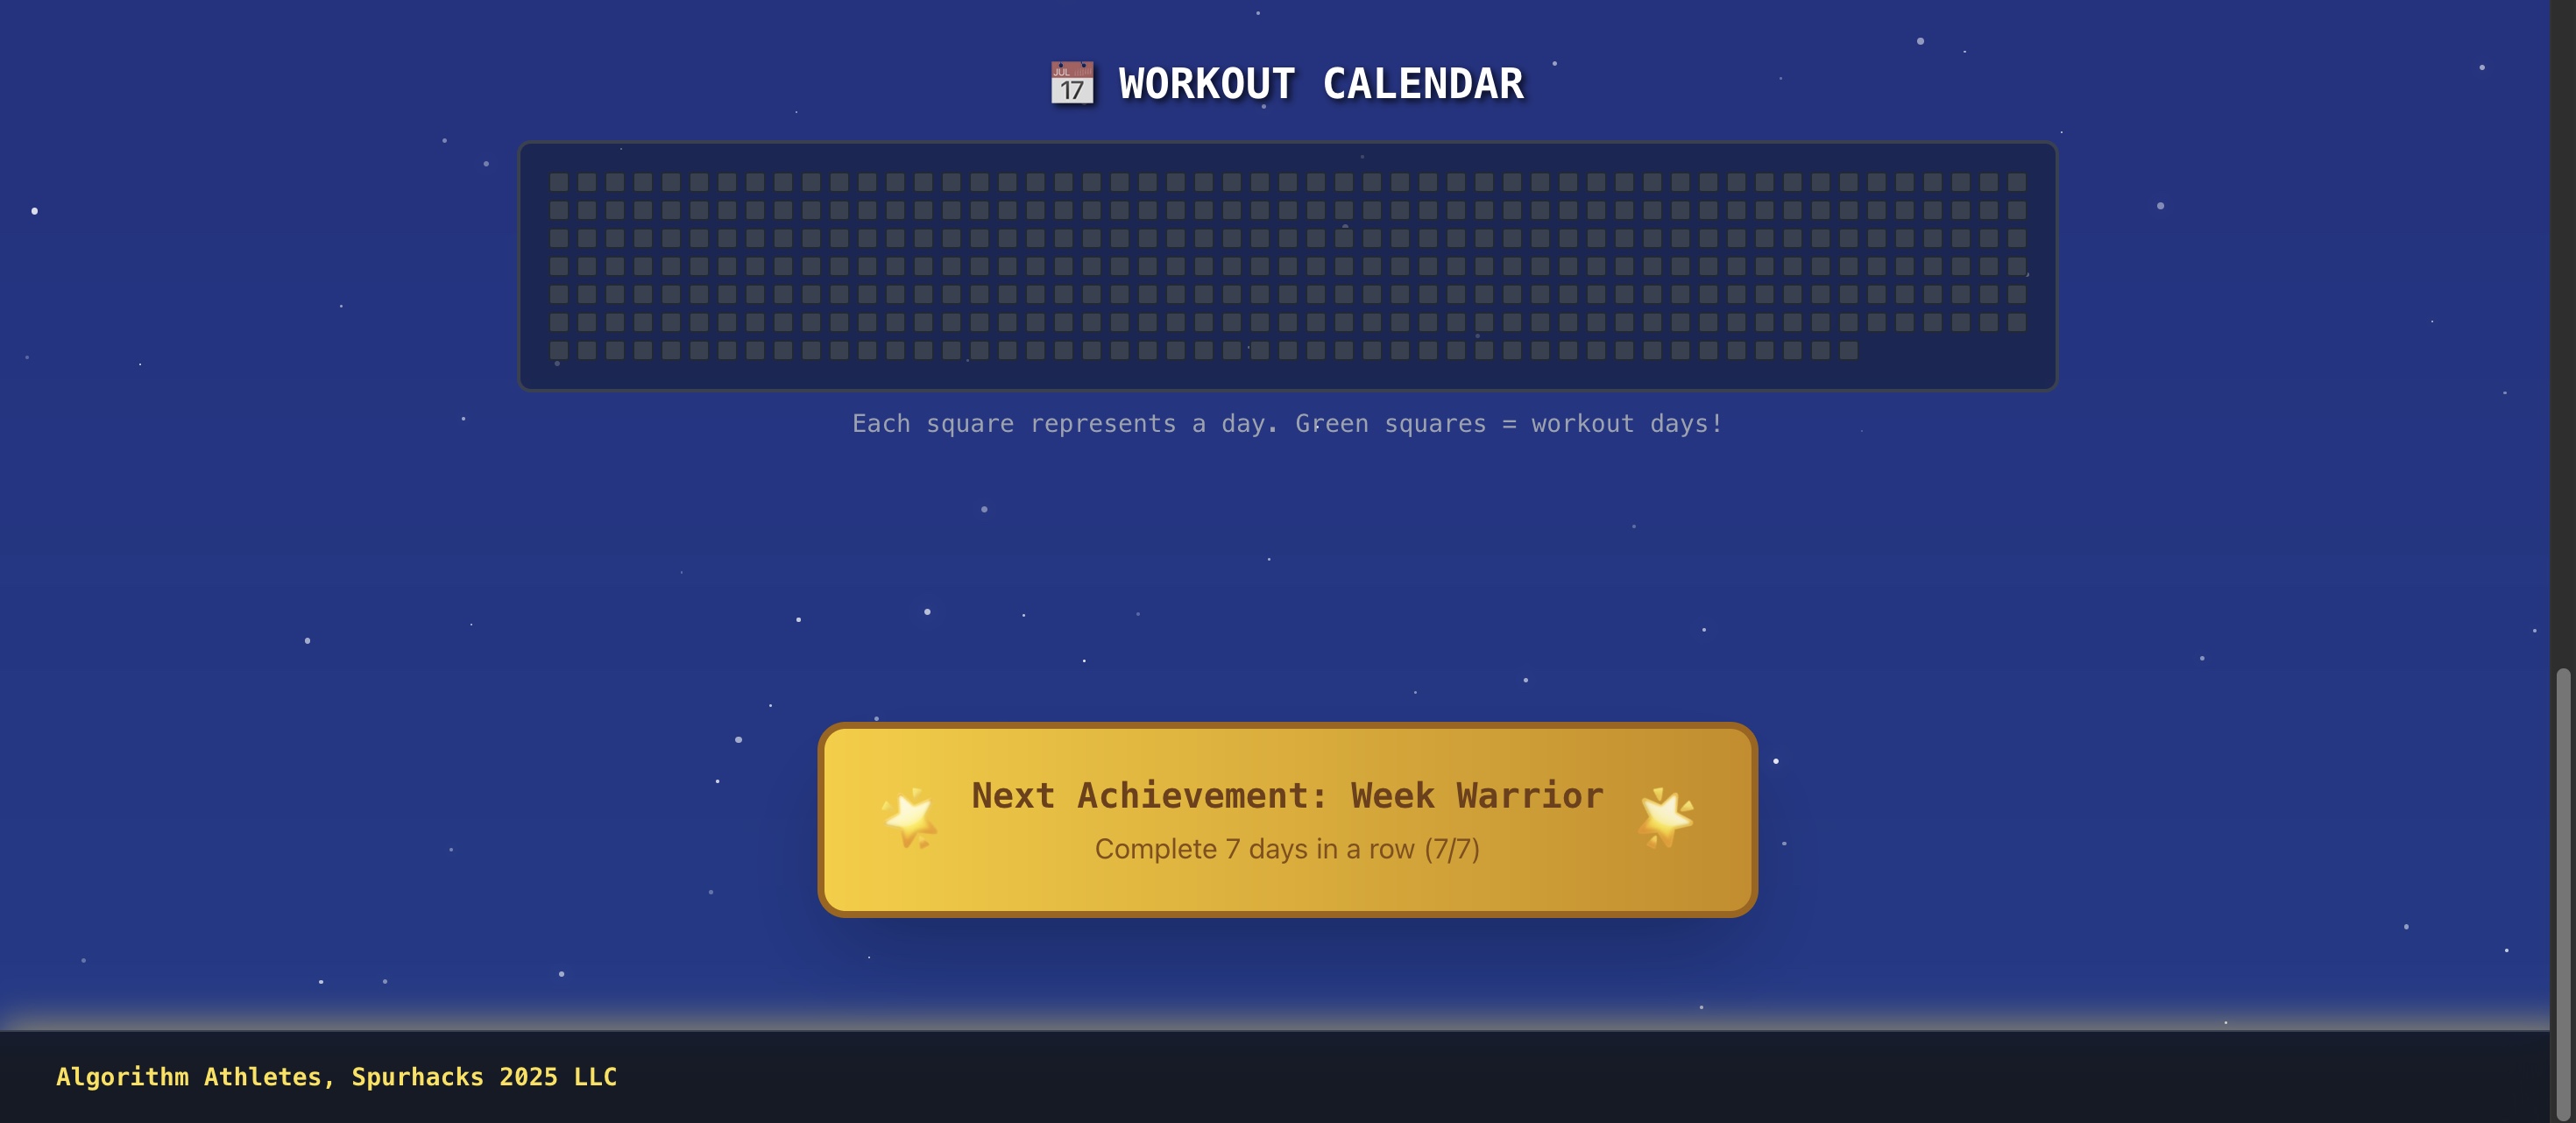 JUL
17
WORKOUT CALENDAR
Each square represents a day. Green squares = workout days!
Next Achievement: Week Warrior
Complete 7 days in a row (7/7)
Algorithm Athletes, Spurhacks 2025 LLC